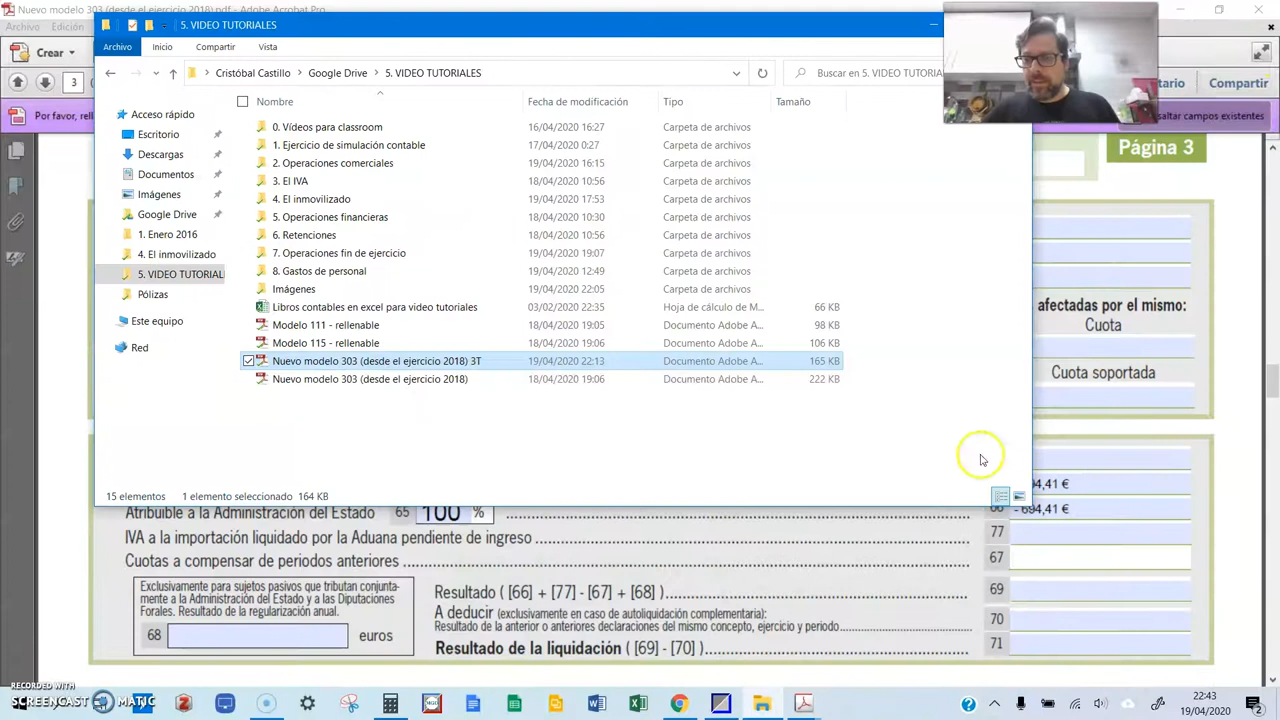 Nuevo modelo 303 (desde el ejercicio 2018).pdf - Adobe Acrobat Pro
5. VIDEO TUTORIALES
Archivo
Crear
3
Comentario
Compartir
Archivo
Inicio
Compartir
Vista
Cristóbal Castillo > Google Drive > 5. VIDEO TUTORIALES
Buscar en 5. VIDEO TUTORIA
Nombre
Fecha de modificación
Tipo
Tamaño
Acceso rápido
Escritorio
Descargas
Documentos
Imágenes
Google Drive
1. Enero 2016
4. El inmovilizado
5. VIDEO TUTORIAL
Pólizas
Este equipo
Red
0. Vídeos para classroom 16/04/2020 16:27 Carpeta de archivos
1. Ejercicio de simulación contable 17/04/2020 0:27 Carpeta de archivos
2. Operaciones comerciales 19/04/2020 16:15 Carpeta de archivos
3. El IVA 18/04/2020 10:56 Carpeta de archivos
4. El inmovilizado 19/04/2020 17:53 Carpeta de archivos
5. Operaciones financieras 18/04/2020 10:30 Carpeta de archivos
6. Retenciones 18/04/2020 10:56 Carpeta de archivos
7. Operaciones fin de ejercicio 19/04/2020 19:07 Carpeta de archivos
8. Gastos de personal 19/04/2020 12:49 Carpeta de archivos
Imágenes 19/04/2020 22:05 Carpeta de archivos
Libros contables en excel para video tutoriales 03/02/2020 22:35 Hoja de cálculo de M... 66 KB
Modelo 111 - rellenable 18/04/2020 19:05 Documento Adobe A... 98 KB
Modelo 115 - rellenable 18/04/2020 19:06 Documento Adobe A... 106 KB
Nuevo modelo 303 (desde el ejercicio 2018) 3T 19/04/2020 22:13 Documento Adobe A... 165 KB
Nuevo modelo 303 (desde el ejercicio 2018) 18/04/2020 19:06 Documento Adobe A... 222 KB
15 elementos 1 elemento seleccionado 164 KB
Por favor, rell
saltar campos existentes
Página 3
afectadas por el mismo:
Cuota
Cuota soportada
94,41 €
Atribuible a la Administración del Estado 65 100 % 66 - 694,41 €
IVA a la importación liquidado por la Aduana pendiente de ingreso 77
Cuotas a compensar de periodos anteriores 67
Exclusivamente para sujetos pasivos que tributan conjunta-
mente a la Administración del Estado y a las Diputaciones
Forales. Resultado de la regularización anual.
68 euros
Resultado ( [66] + [77] - [67] + [68] ) 69
A deducir (exclusivamente en caso de autoliquidación complementaria):
Resultado de la anterior o anteriores declaraciones del mismo concepto, ejercicio y periodo 70
Resultado de la liquidación ( [69] - [70] ) 71
RECORDED WITH
SCREENCAST MATIC
22:43
19/04/2020